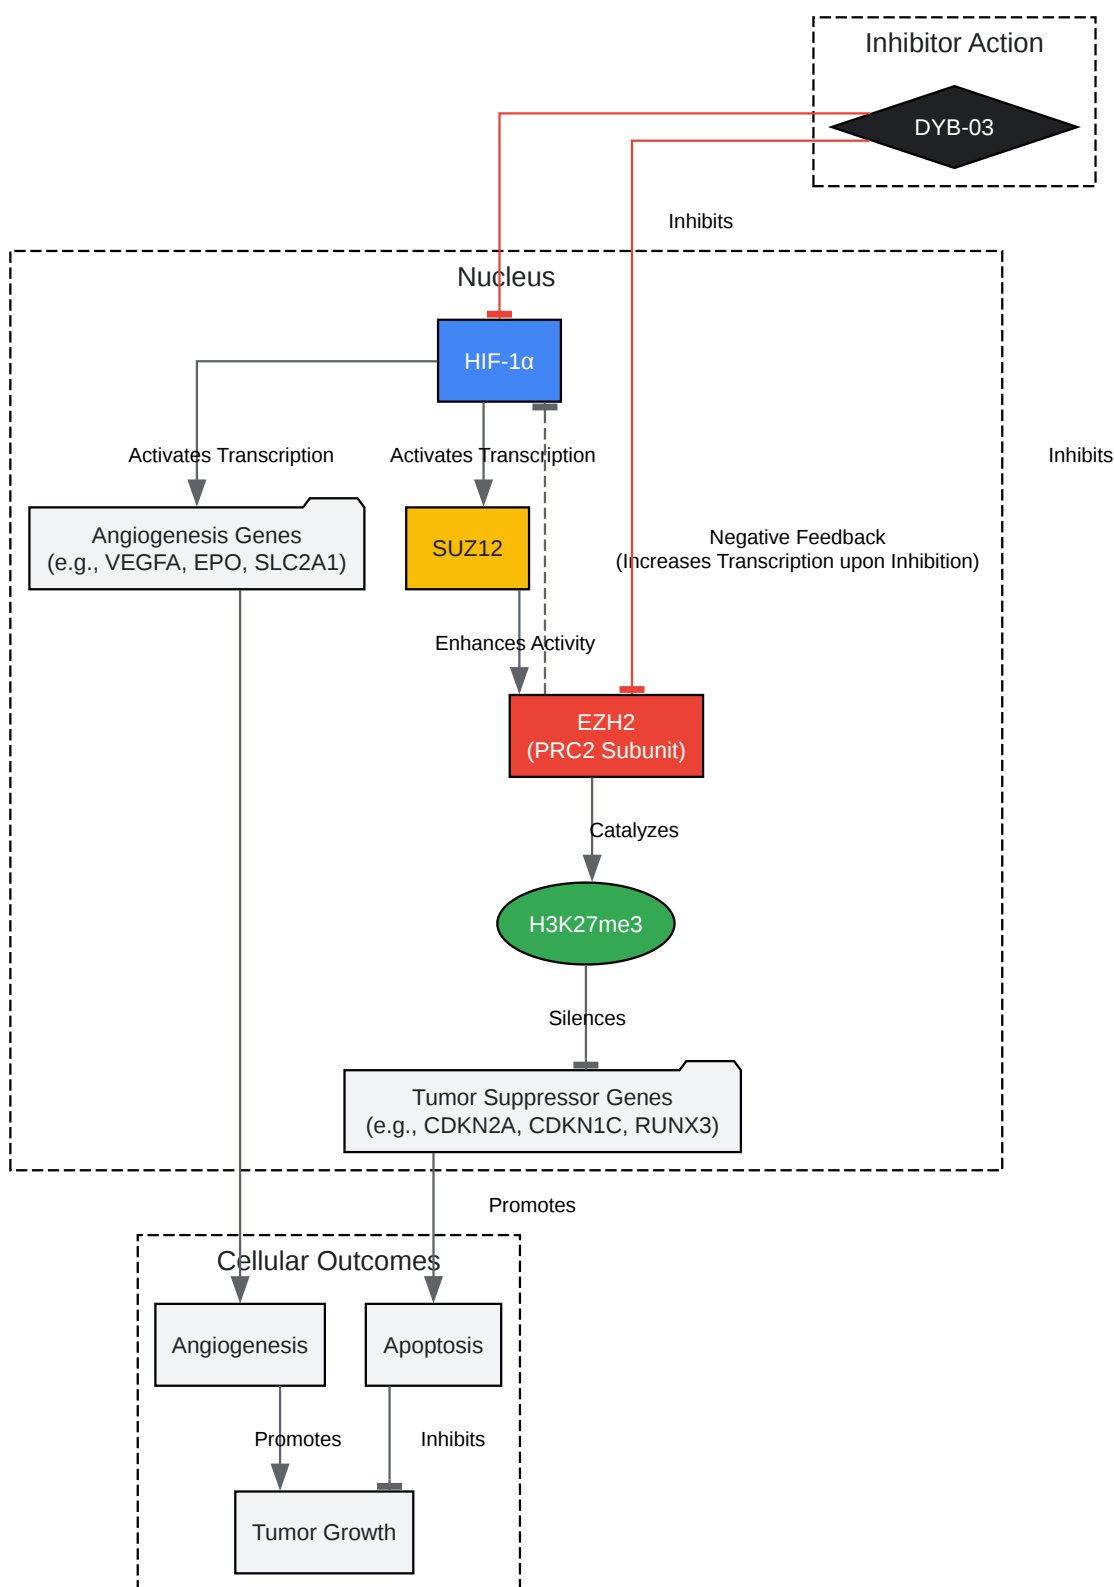 Inhibitor Action
DYB-03
Inhibits
Nucleus
HIF-1α
Activates Transcription
Activates Transcription
Inhibits
Angiogenesis Genes
(e.g., VEGFA, EPO, SLC2A1)
SUZ12
Negative Feedback
(Increases Transcription upon Inhibition)
Enhances Activity
EZH2
(PRC2 Subunit)
Catalyzes
H3K27me3
Silences
Tumor Suppressor Genes
(e.g., CDKN2A, CDKN1C, RUNX3)
Promotes
Cellular Outcomes
Angiogenesis
Apoptosis
Promotes
Inhibits
Tumor Growth